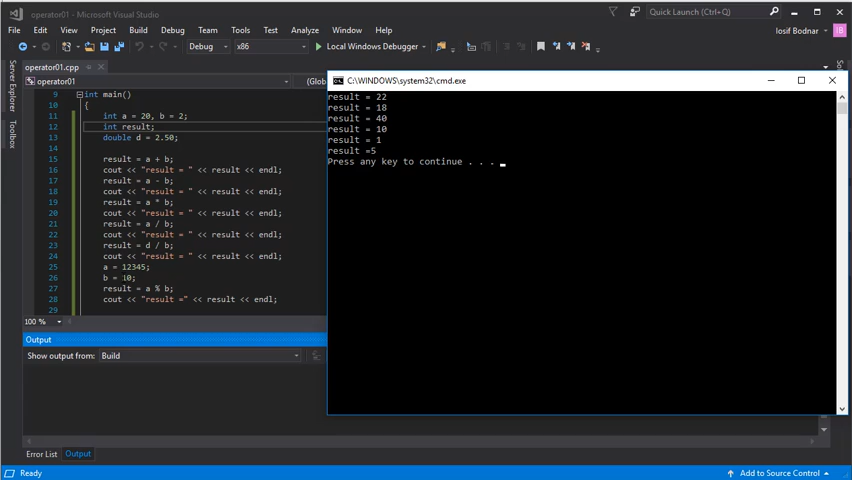 operator01 - Microsoft Visual Studio
Quick Launch (Ctrl+Q)
File Edit View Project Build Debug Team Tools Test Analyze Window Help
Iosif Bodnar IB
Debug x86 Local Windows Debugger
operator01.cpp
operator01 (Glob
Server Explorer
Toolbox
9 int main()
10 {
11 int a = 20, b = 2;
12 int result;
13 double d = 2.50;
14
15 result = a + b;
16 cout << "result = " << result << endl;
17 result = a - b;
18 cout << "result = " << result << endl;
19 result = a * b;
20 cout << "result = " << result << endl;
21 result = a / b;
22 cout << "result = " << result << endl;
23 result = d / b;
24 cout << "result = " << result << endl;
25 a = 12345;
26 b = 10;
27 result = a % b;
28 cout << "result =" << result << endl;
29
100 %
C:\WINDOWS\system32\cmd.exe
result = 22
result = 18
result = 40
result = 10
result = 1
result =5
Press any key to continue . . .
Output
Show output from: Build
Error List Output
Ready
Add to Source Control